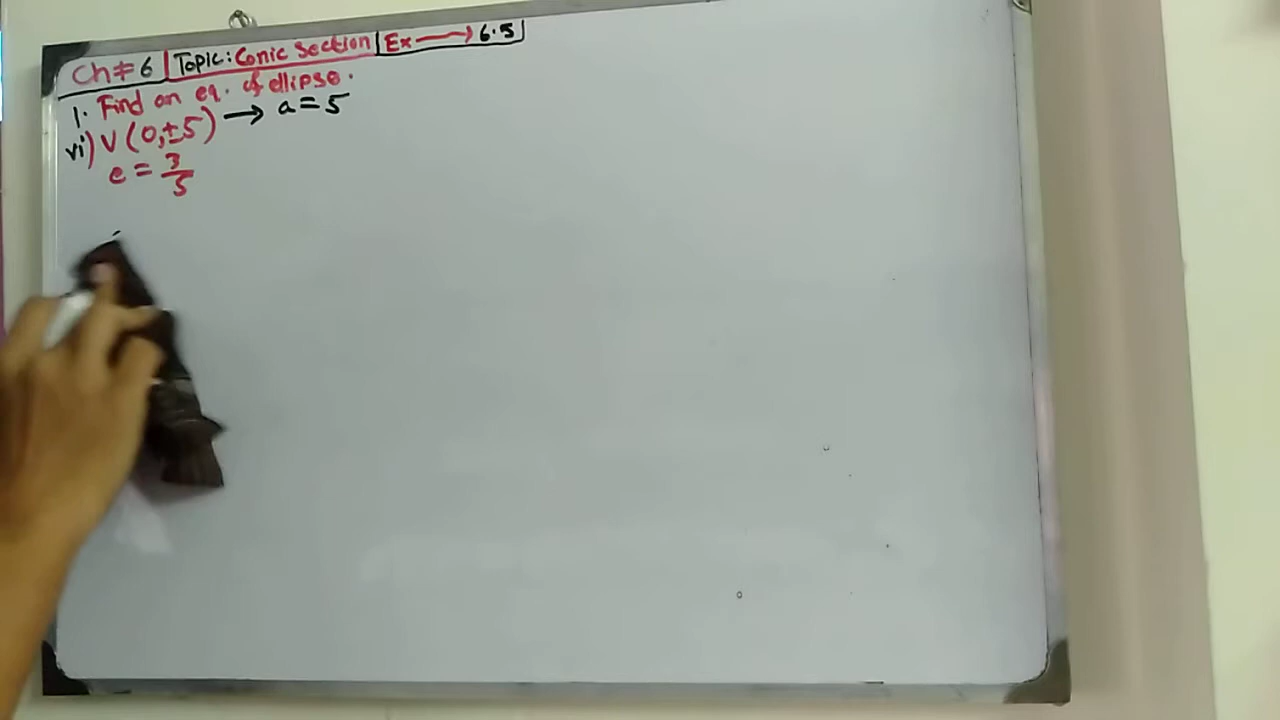 Ch # 6 | Topic: Conic Section | Ex → 6.5
1. Find an eq. of ellipse.
vi) V (0, ±5) → a = 5
e = 3/5